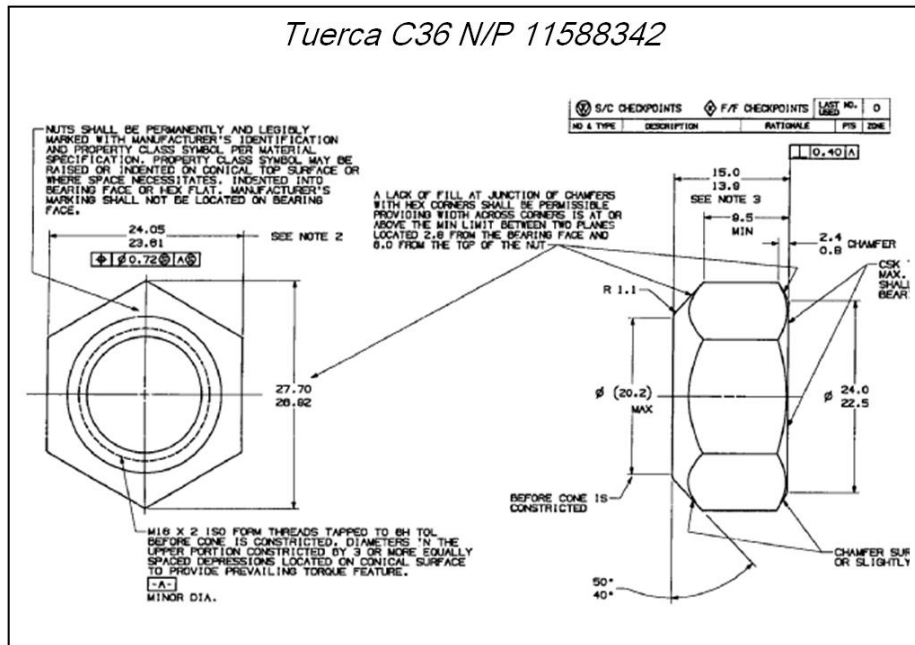 Tuerca C36 N/P 11588342
S/C CHECKPOINTS F/F CHECKPOINTS LAST NO. USED 0
NO & TYPE DESCRIPTION RATIONALE PTS ZONE
NUTS SHALL BE PERMANENTLY AND LEGIBLY
MARKED WITH MANUFACTURER'S IDENTIFICATION
AND PROPERTY CLASS SYMBOL PER MATERIAL
SPECIFICATION. PROPERTY CLASS SYMBOL MAY BE
RAISED OR INDENTED ON CONICAL TOP SURFACE OR
WHERE SPACE NECESSITATES, INDENTED INTO
BEARING FACE OR HEX FLAT. MANUFACTURER'S
MARKING SHALL NOT BE LOCATED ON BEARING
FACE.
24.05
23.61
SEE NOTE 2
⌖ Ø 0.72 Ⓢ A Ⓢ
27.70
26.92
M16 X 2 ISO FORM THREADS TAPPED TO 6H TOL
BEFORE CONE IS CONSTRICTED. DIAMETERS 'N THE
UPPER PORTION CONSTRICTED BY 3 OR MORE EQUALLY
SPACED DEPRESSIONS LOCATED ON CONICAL SURFACE
TO PROVIDE PREVAILING TORQUE FEATURE.
-A-
MINOR DIA.
A LACK OF FILL AT JUNCTION OF CHAMFERS
WITH HEX CORNERS SHALL BE PERMISSIBLE
PROVIDING WIDTH ACROSS CORNERS IS AT OR
ABOVE THE MIN LIMIT BETWEEN TWO PLANES
LOCATED 2.8 FROM THE BEARING FACE AND
6.0 FROM THE TOP OF THE NUT
⊥ 0.40 A
15.0
13.9
SEE NOTE 3
9.5
MIN
2.4
0.8
CHAMFER
CSK
MAX.
SHALL
BEAR
R 1.1
Ø (20.2)
MAX
Ø 24.0
22.5
BEFORE CONE IS
CONSTRICTED
CHAMFER SUR
OR SLIGHTLY
50°
40°